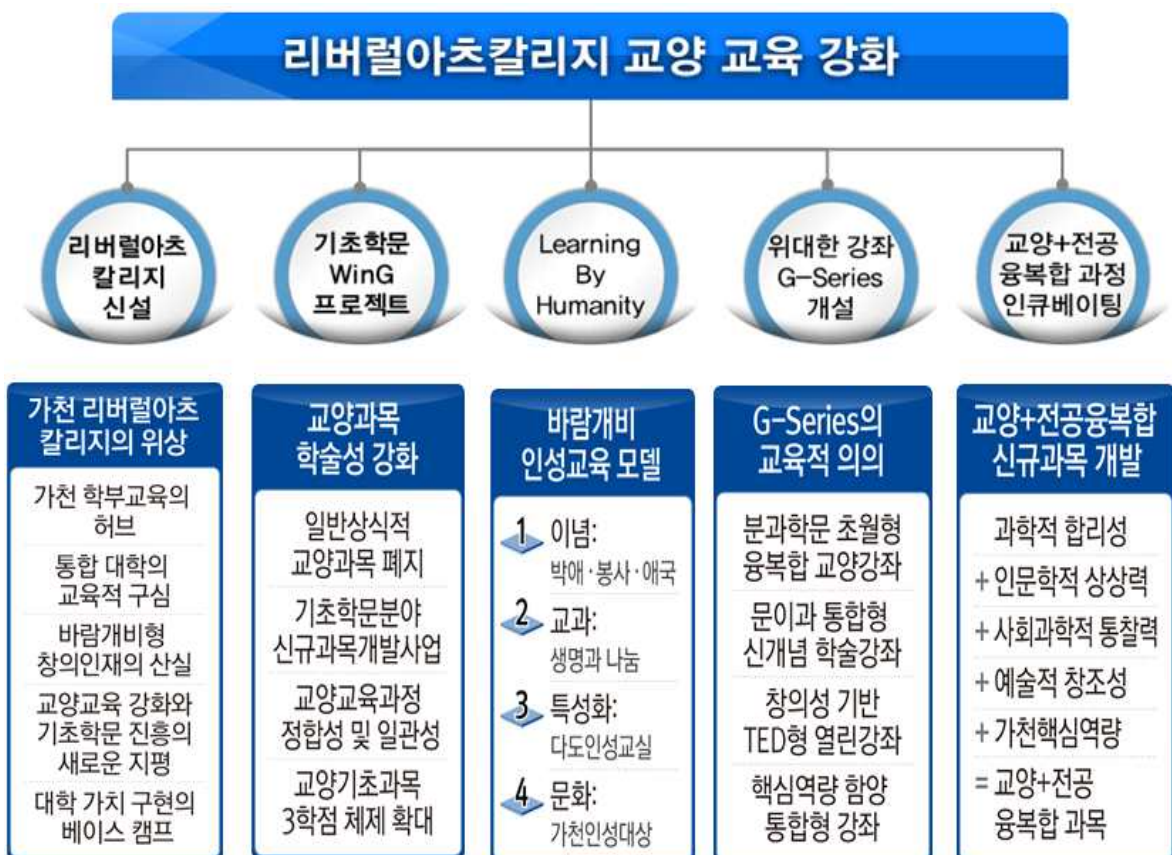 리버럴아츠칼리지 교양 교육 강화
리버럴아츠
칼리지
신설
기초학문
WinG
프로젝트
Learning
By
Humanity
위대한 강좌
G-Series
개설
교양+전공
융복합 과정
인큐베이팅
가천 리버럴아츠
칼리지의 위상
가천 학부교육의
허브
통합 대학의
교육적 구심
바람개비형
창의인재의 산실
교양교육 강화와
기초학문 진흥의
새로운 지평
대학 가치 구현의
베이스 캠프
교양과목
학술성 강화
일반상식적
교양과목 폐지
기초학문분야
신규과목개발사업
교양교육과정
정합성 및 일관성
교양기초과목
3학점 체제 확대
바람개비
인성교육 모델
1 이념:
박애·봉사·애국
2 교과:
생명과 나눔
3 특성화:
다도인성교실
4 문화:
가천인성대상
G-Series의
교육적 의의
분과학문 초월형
융복합 교양강좌
문이과 통합형
신개념 학술강좌
창의성 기반
TED형 열린강좌
핵심역량 함양
통합형 강좌
교양+전공융복합
신규과목 개발
과학적 합리성
+ 인문학적 상상력
+ 사회과학적 통찰력
+ 예술적 창조성
+ 가천핵심역량
= 교양+전공
융복합 과목